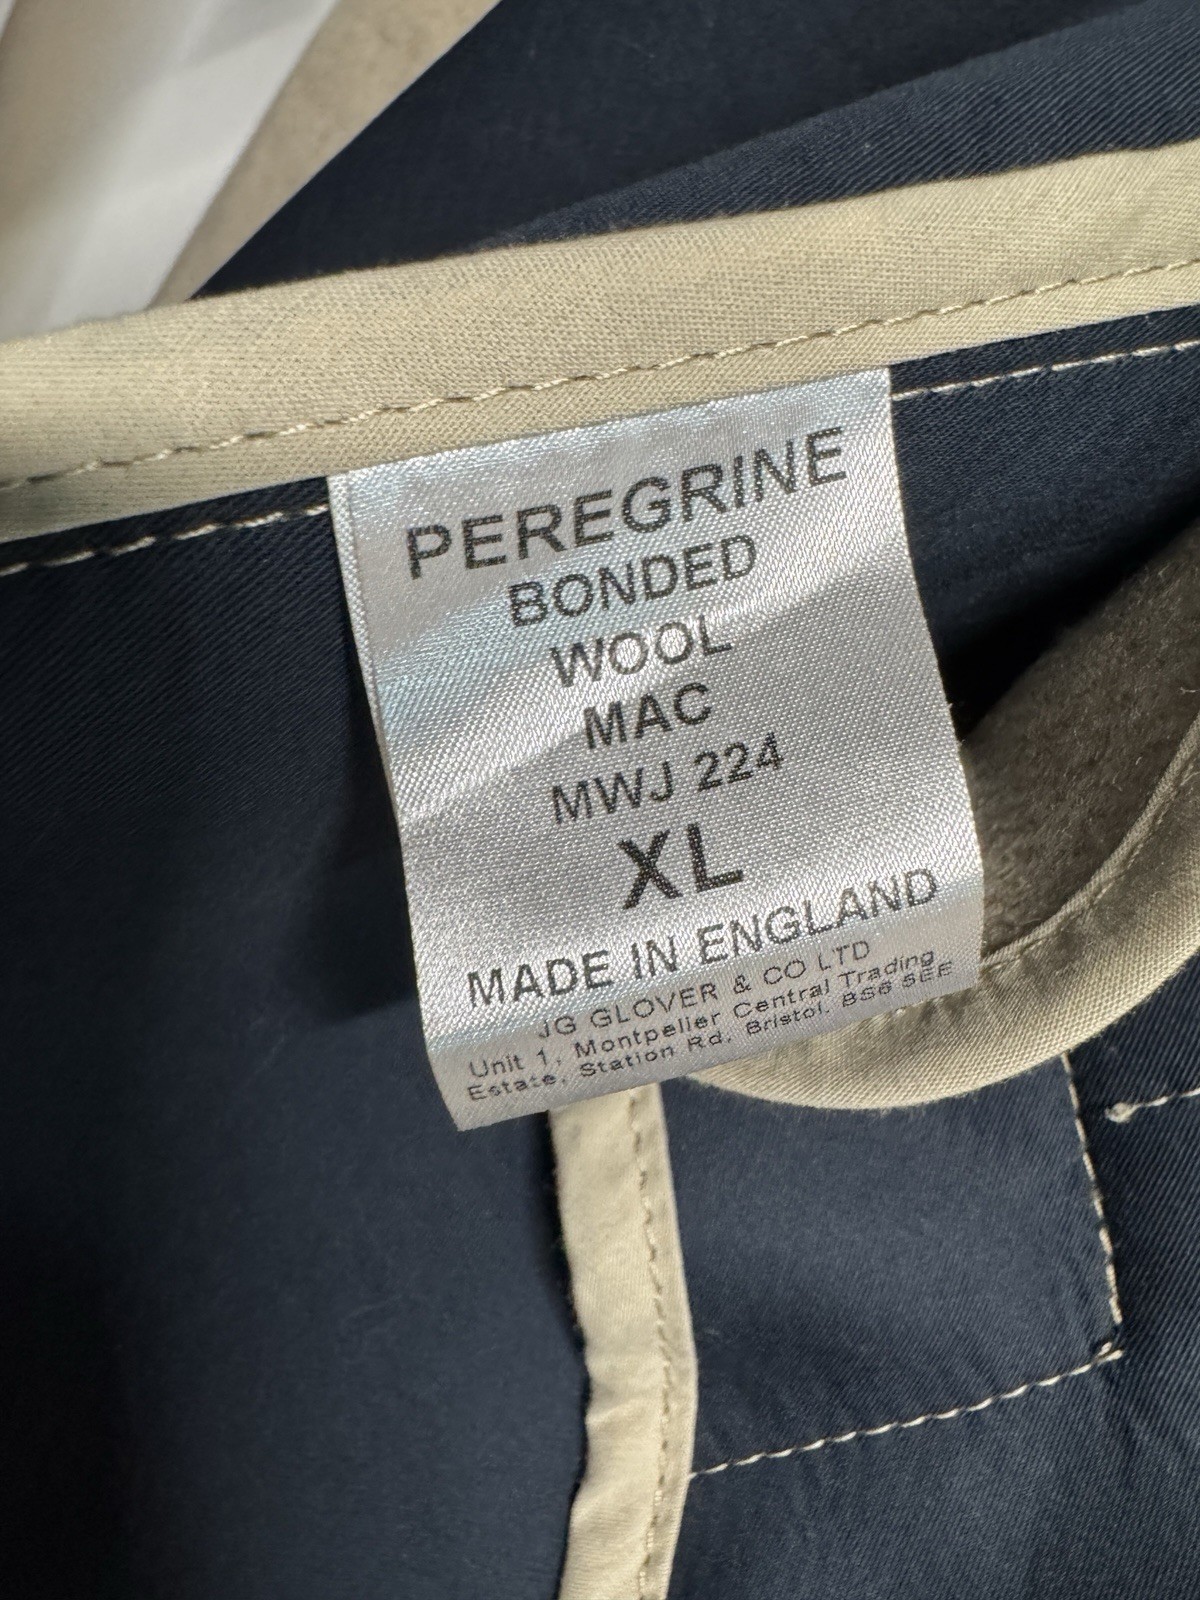 PEREGRINE
BONDED
WOOL
MAC
MWJ 224
XL
MADE IN ENGLAND
JG GLOVER & CO LTD
Unit 1, Montpelier Central Trading
Estate, Station Rd, Bristol. BS6 5EE